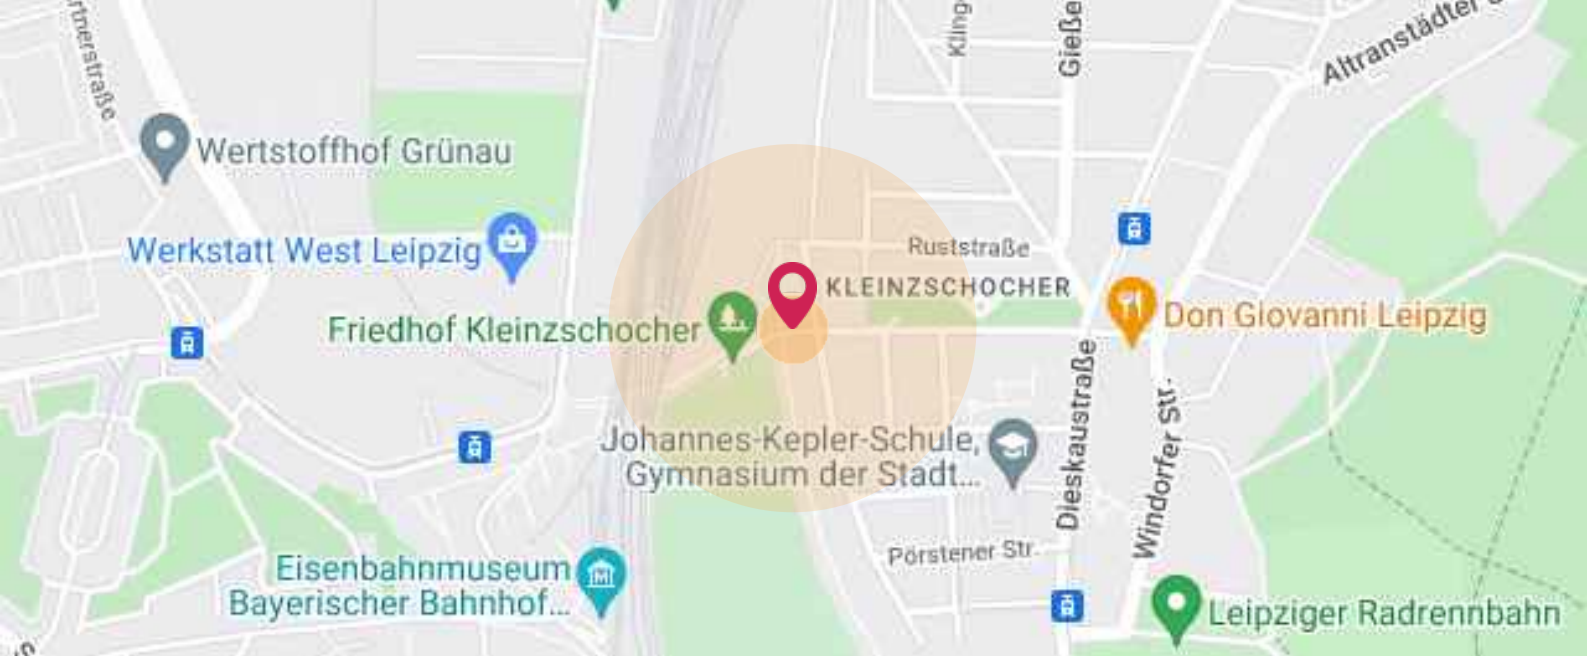 Gieße
Kling
Altranstädter S
rtnerstraße
Wertstoffhof Grünau
Werkstatt West Leipzig
Ruststraße
KLEINZSCHOCHER
Don Giovanni Leipzig
Friedhof Kleinzschocher
Dieskaustraße
Windorfer Str.
Johannes-Kepler-Schule,
Gymnasium der Stadt...
Pörstener Str.
Eisenbahnmuseum
Bayerischer Bahnhof...
Leipziger Radrennbahn